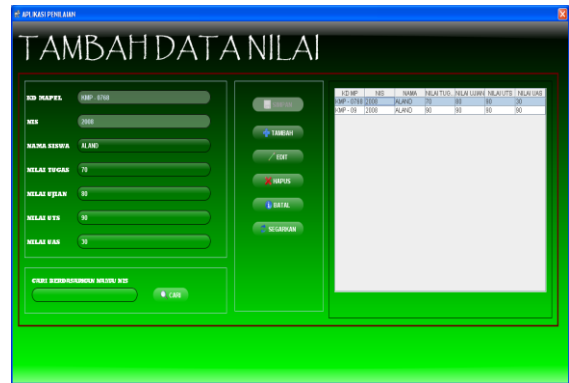 APLIKASI PENILAIAN
TAMBAH DATA NILAI
KD MAPEL KMP - 0798
NIS 2008
NAMA SISWA ALAND
NILAI TUGAS 70
NILAI UJIAN 80
NILAI UTS 90
NILAI UAS 30
TAMBAH
EDIT
HAPUS
BATAL
SEGARKAN
KD MP NIS NAMA NILAI TUG... NILAI UJIAN NILAI UTS NILAI UAS
KMP - 0798 2008 ALAND 70 80 90 30
KMP - 09 2008 ALAND 90 90 90 90
CARI BERDASARKAN NIS
CARI